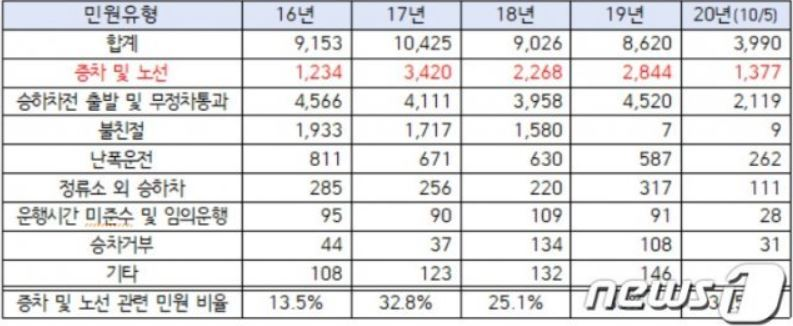 민원유형 16년 17년 18년 19년 20년(10/5)
합계 9,153 10,425 9,026 8,620 3,990
증차 및 노선 1,234 3,420 2,268 2,844 1,377
승하차전 출발 및 무정차통과 4,566 4,111 3,958 4,520 2,119
불친절 1,933 1,717 1,580 7 9
난폭운전 811 671 630 587 262
정류소 외 승하차 285 256 220 317 111
운행시간 미준수 및 임의운행 95 90 109 91 28
승차거부 44 37 134 108 31
기타 108 123 132 146
증차 및 노선 관련 민원 비율 13.5% 32.8% 25.1%
news1